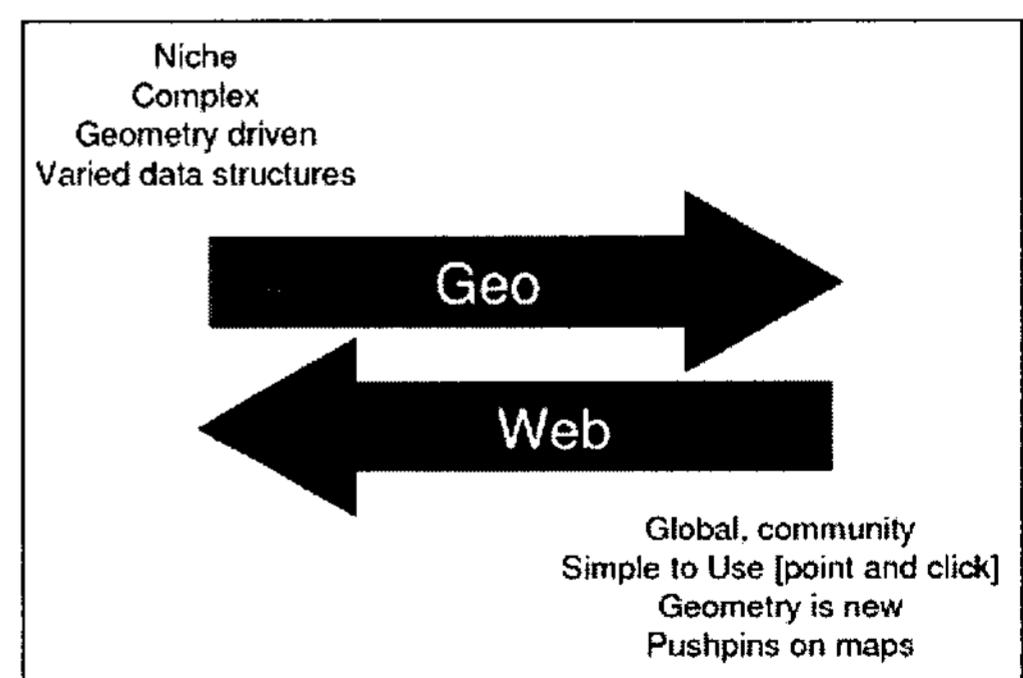 Niche
Complex
Geometry driven
Varied data structures
Geo
Web
Global, community
Simple to Use [point and click]
Geometry is new
Pushpins on maps